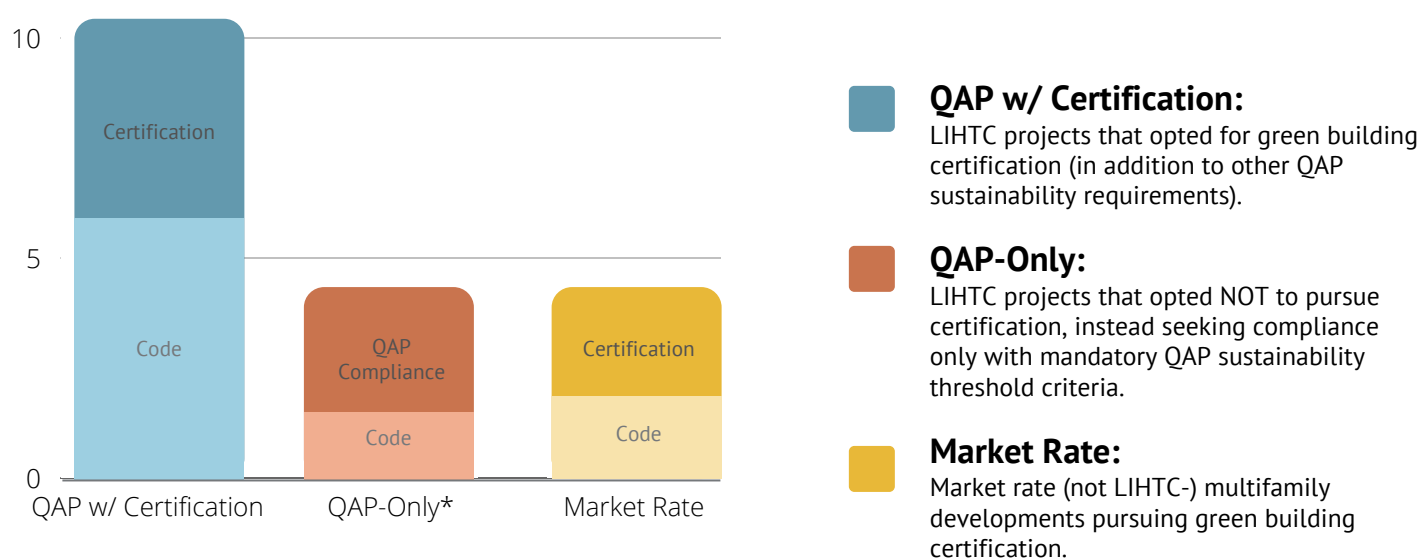 10
5
0
Certification
Code
QAP
Compliance
Code
Certification
Code
QAP w/ Certification
QAP-Only*
Market Rate
QAP w/ Certification:
LIHTC projects that opted for green building
certification (in addition to other QAP
sustainability requirements).
QAP-Only:
LIHTC projects that opted NOT to pursue
certification, instead seeking compliance
only with mandatory QAP sustainability
threshold criteria.
Market Rate:
Market rate (not LIHTC-) multifamily
developments pursuing green building
certification.